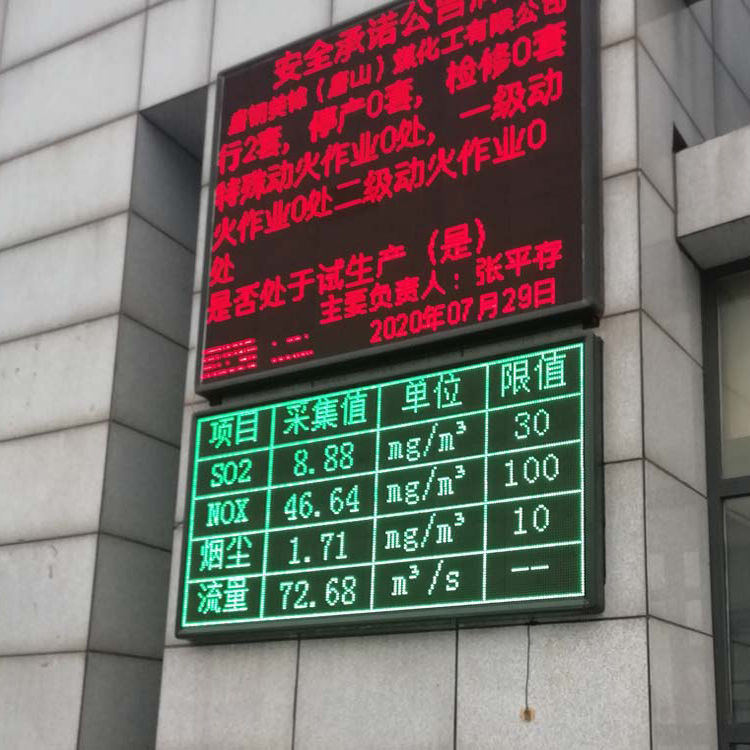 安全承诺公告
唐钢美锦（唐山）煤化工有限公司
行2套，停产0套，检修0套
特殊动火作业0处，一级动
火作业0处二级动火作业0
处
是否处于试生产（是）
主要负责人：张平存
2020年07月29日
项目 采集值 单位 限值
SO2 8.88 mg/m³ 30
NOX 46.64 mg/m³ 100
烟尘 1.71 mg/m³ 10
流量 72.68 m³/s --